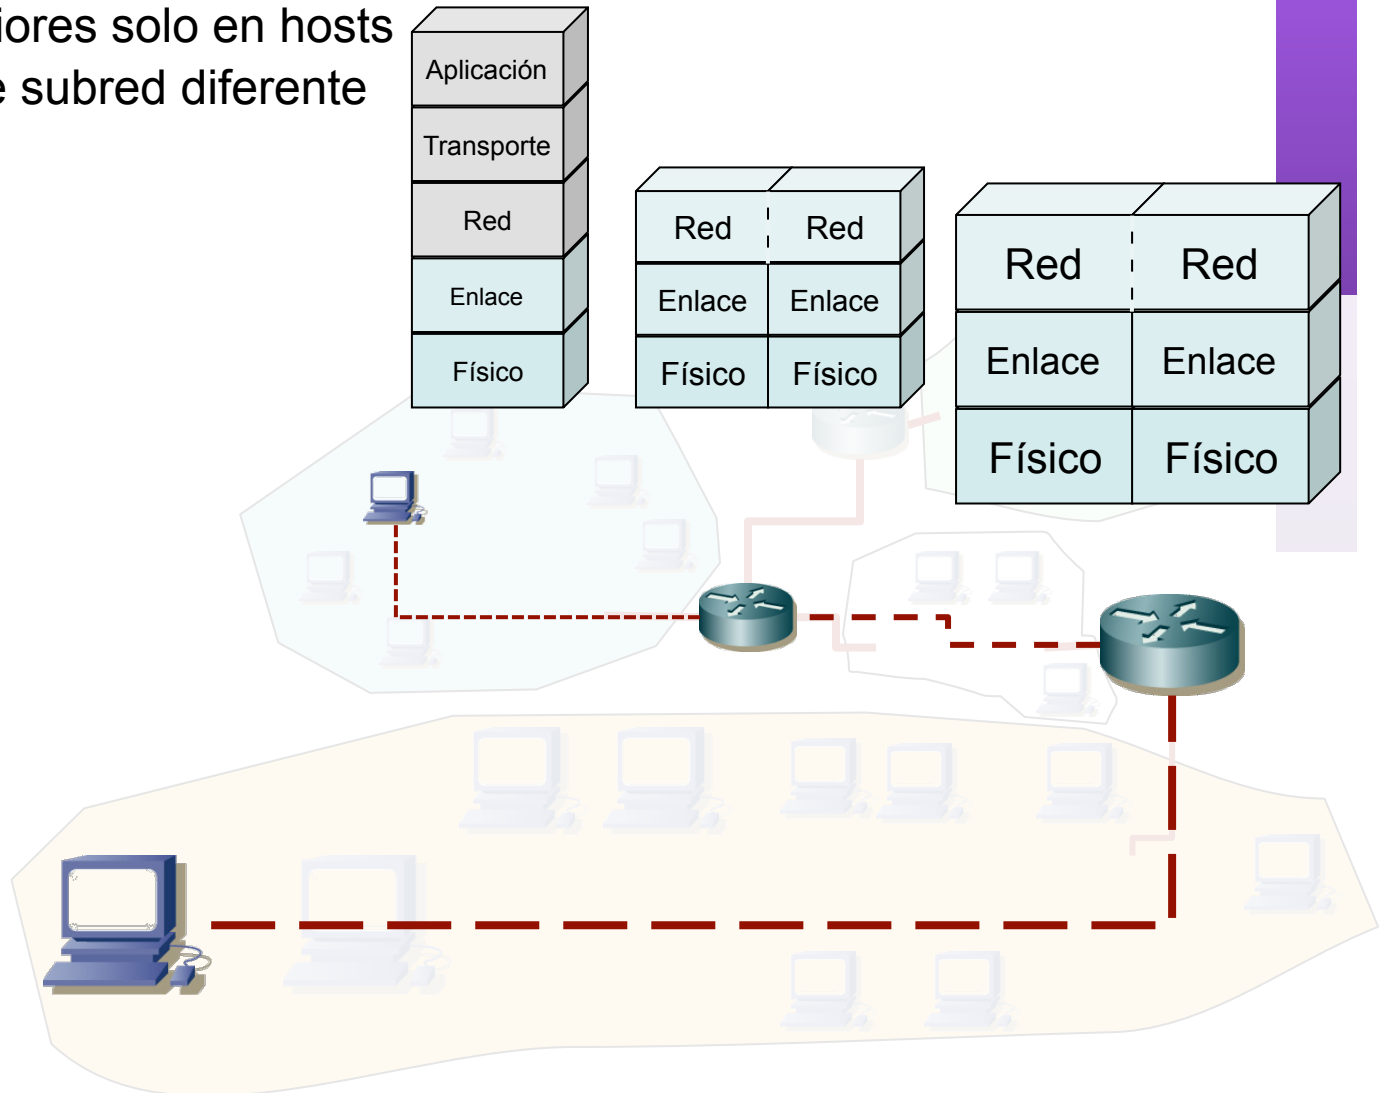 iores solo en hosts
e subred diferente
Aplicación
Transporte
Red
Enlace
Físico
Red Red
Enlace Enlace
Físico Físico
Red Red
Enlace Enlace
Físico Físico